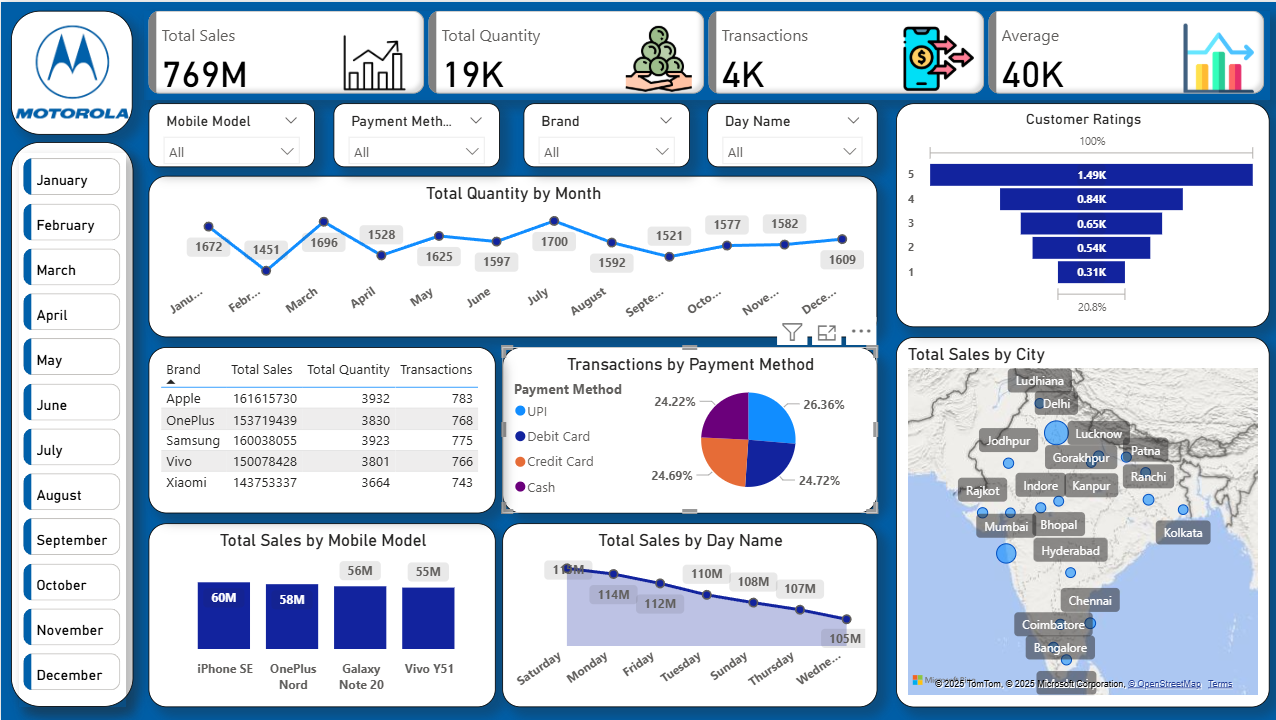 MOTOROLA
Total Sales
769M
Total Quantity
19K
Transactions
4K
Average
40K
Mobile Model
All
Payment Meth...
All
Brand
All
Day Name
All
January
February
March
April
May
June
July
August
September
October
November
December
Total Quantity by Month
1672
1451
1696
1528
1625
1597
1700
1592
1521
1577
1582
1609
Janu...
Febr...
March
April
May
June
July
August
Septe...
Octo...
Nove...
Dece...
Customer Ratings
100%
5 1.49K
4 0.84K
3 0.65K
2 0.54K
1 0.31K
20.8%
Brand Total Sales Total Quantity Transactions
Apple 161615730 3932 783
OnePlus 153719439 3830 768
Samsung 160038055 3923 775
Vivo 150078428 3801 766
Xiaomi 143753337 3664 743
Transactions by Payment Method
Payment Method
UPI
Debit Card
Credit Card
Cash
24.22%
26.36%
24.69%
24.72%
Total Sales by City
Ludhiana
Delhi
Jodhpur
Lucknow
Gorakhpur
Patna
Ranchi
Rajkot
Indore
Kanpur
Mumbai
Bhopal
Kolkata
Hyderabad
Chennai
Coimbatore
Bangalore
© 2025 TomTom, © 2025 Microsoft Corporation, © OpenStreetMap Terms
Total Sales by Mobile Model
60M
58M
56M
55M
iPhone SE
OnePlus Nord
Galaxy Note 20
Vivo Y51
Total Sales by Day Name
114M
112M
110M
108M
107M
105M
Saturday
Monday
Friday
Tuesday
Sunday
Thursday
Wedne...